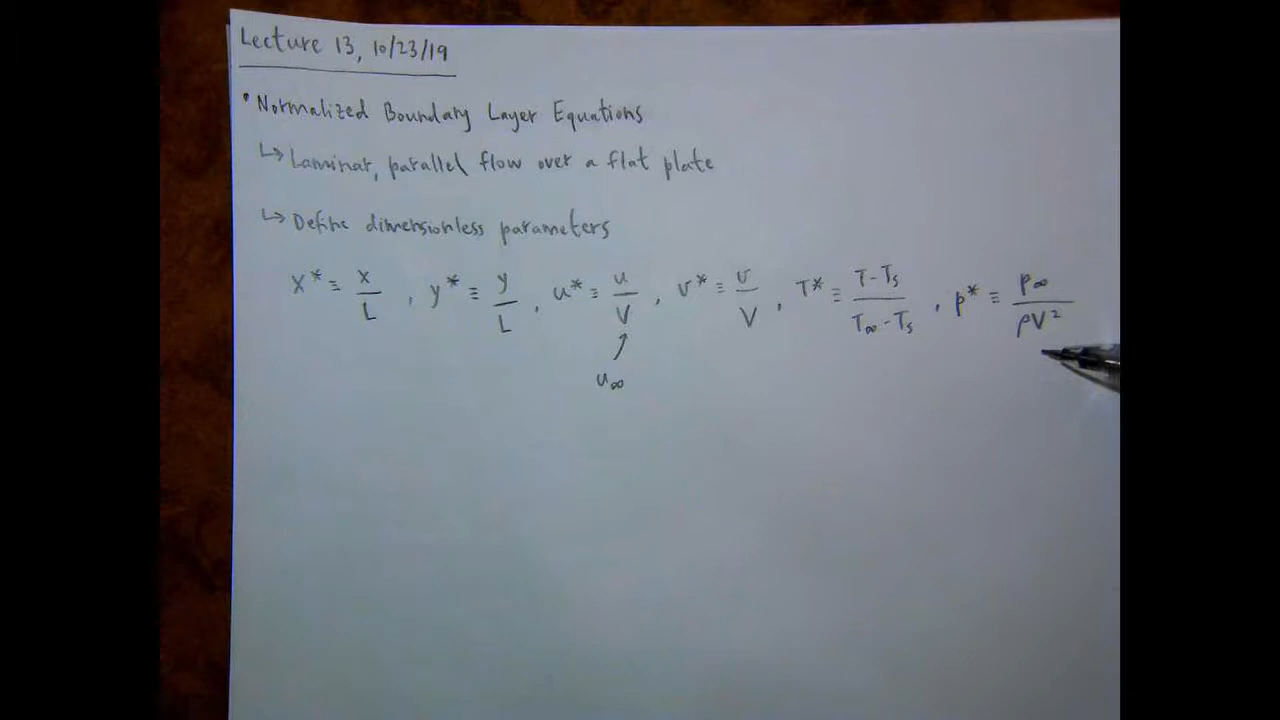 Lecture 13, 10/23/19
• Normalized Boundary Layer Equations
↳ Laminar, parallel flow over a flat plate
↳ Define dimensionless parameters
x* ≡ x/L , y* ≡ y/L , u* ≡ u/V , v* ≡ v/V , T* ≡ (T-Ts)/(T∞-Ts) , p* ≡ p∞/(ρV²)
↑
u∞